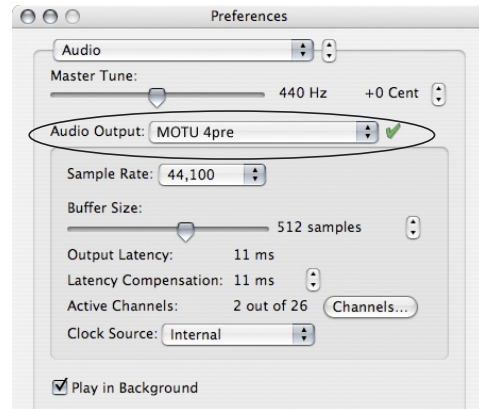 Preferences
Audio
Master Tune:
440 Hz +0 Cent
Audio Output: MOTU 4pre
Sample Rate: 44,100
Buffer Size:
512 samples
Output Latency: 11 ms
Latency Compensation: 11 ms
Active Channels: 2 out of 26 Channels...
Clock Source: Internal
Play in Background